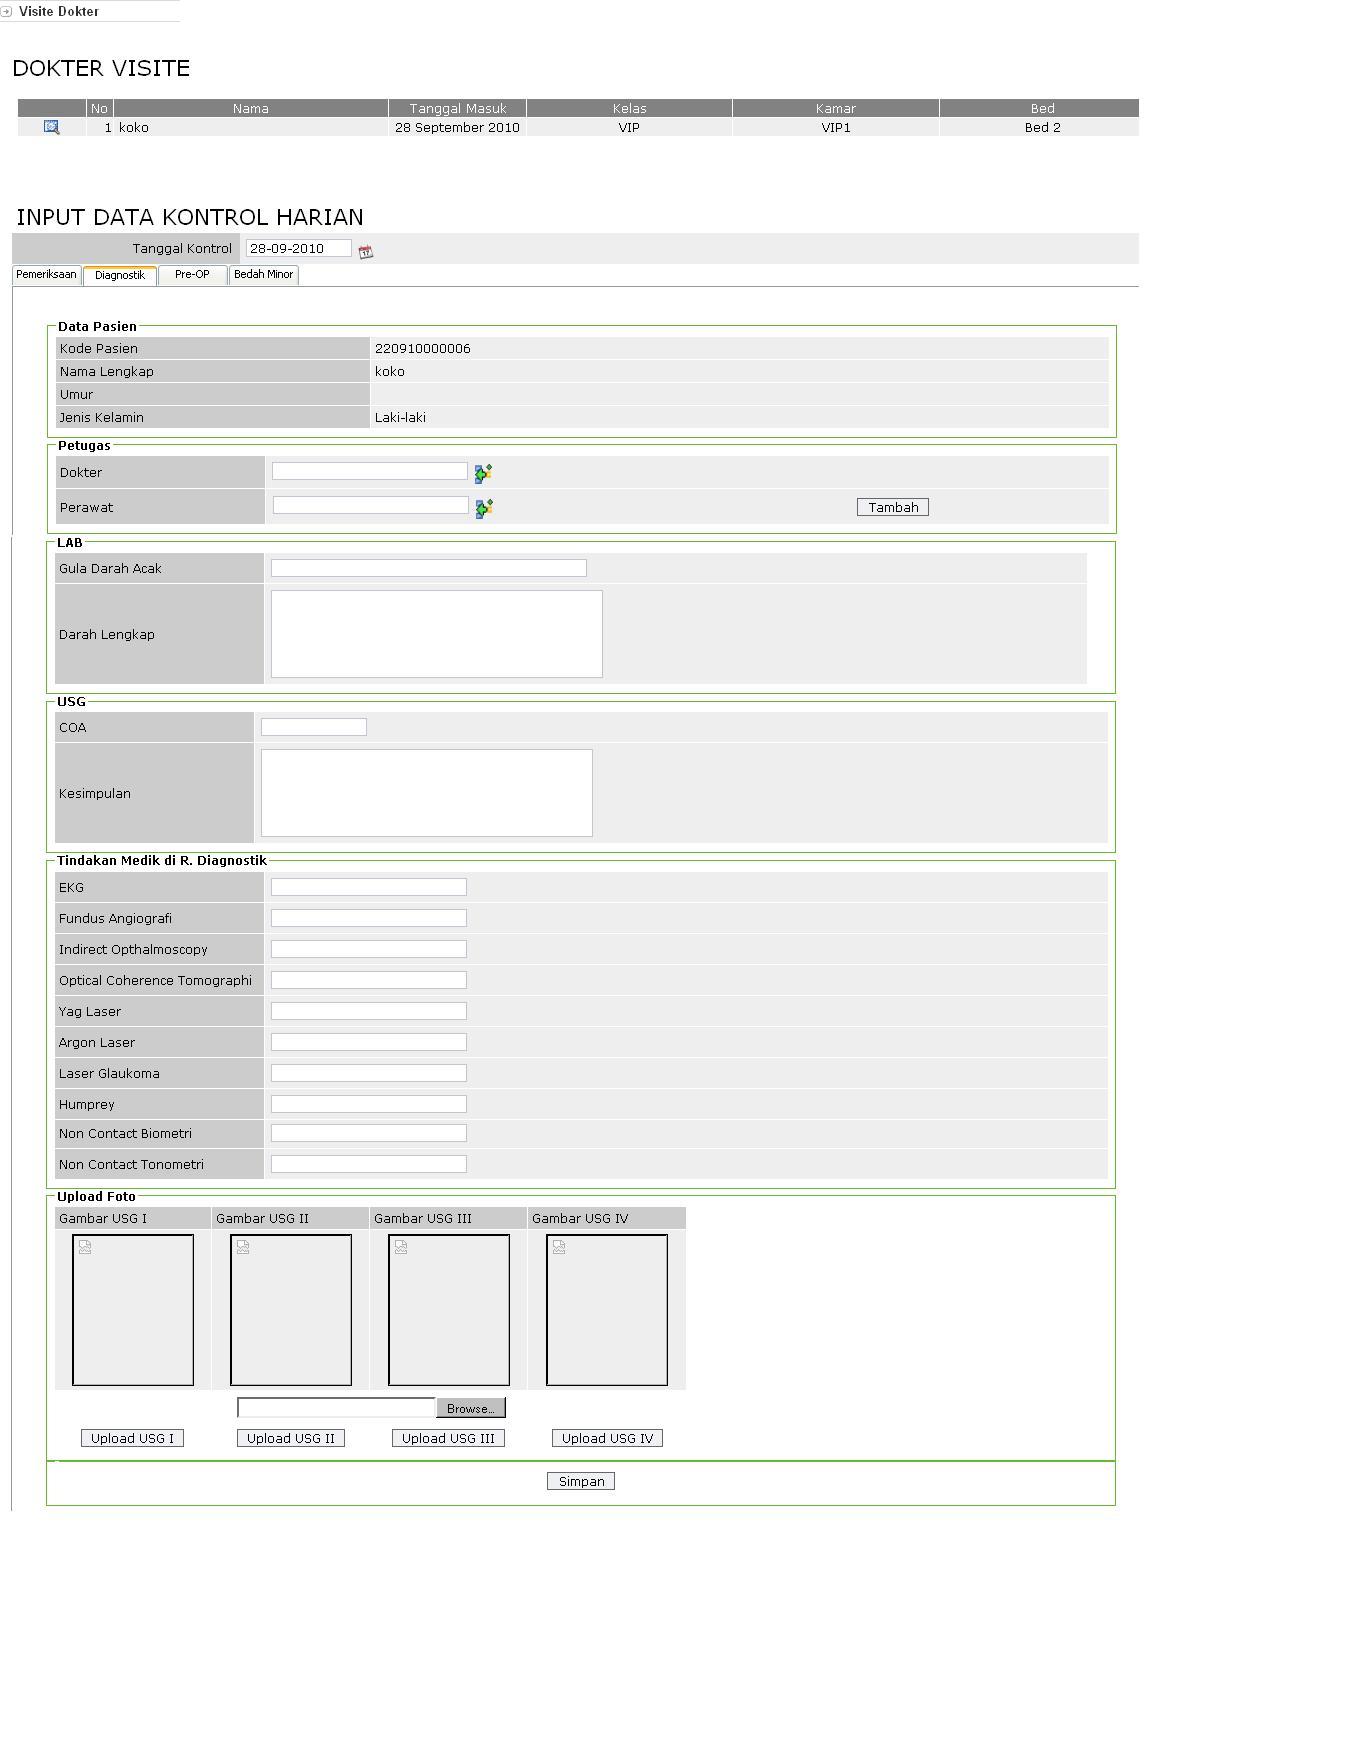 Visite Dokter
DOKTER VISITE
No Nama Tanggal Masuk Kelas Kamar Bed
1 koko 28 September 2010 VIP VIP1 Bed 2
INPUT DATA KONTROL HARIAN
Tanggal Kontrol 28-09-2010
Pemeriksaan Diagnostik Pre-OP Bedah Minor
Data Pasien
Kode Pasien 220910000006
Nama Lengkap koko
Umur
Jenis Kelamin Laki-laki
Petugas
Dokter
Perawat Tambah
LAB
Gula Darah Acak
Darah Lengkap
USG
COA
Kesimpulan
Tindakan Medik di R. Diagnostik
EKG
Fundus Angiografi
Indirect Opthalmoscopy
Optical Coherence Tomographi
Yag Laser
Argon Laser
Laser Glaukoma
Humprey
Non Contact Biometri
Non Contact Tonometri
Upload Foto
Gambar USG I Gambar USG II Gambar USG III Gambar USG IV
Browse...
Upload USG I Upload USG II Upload USG III Upload USG IV
Simpan